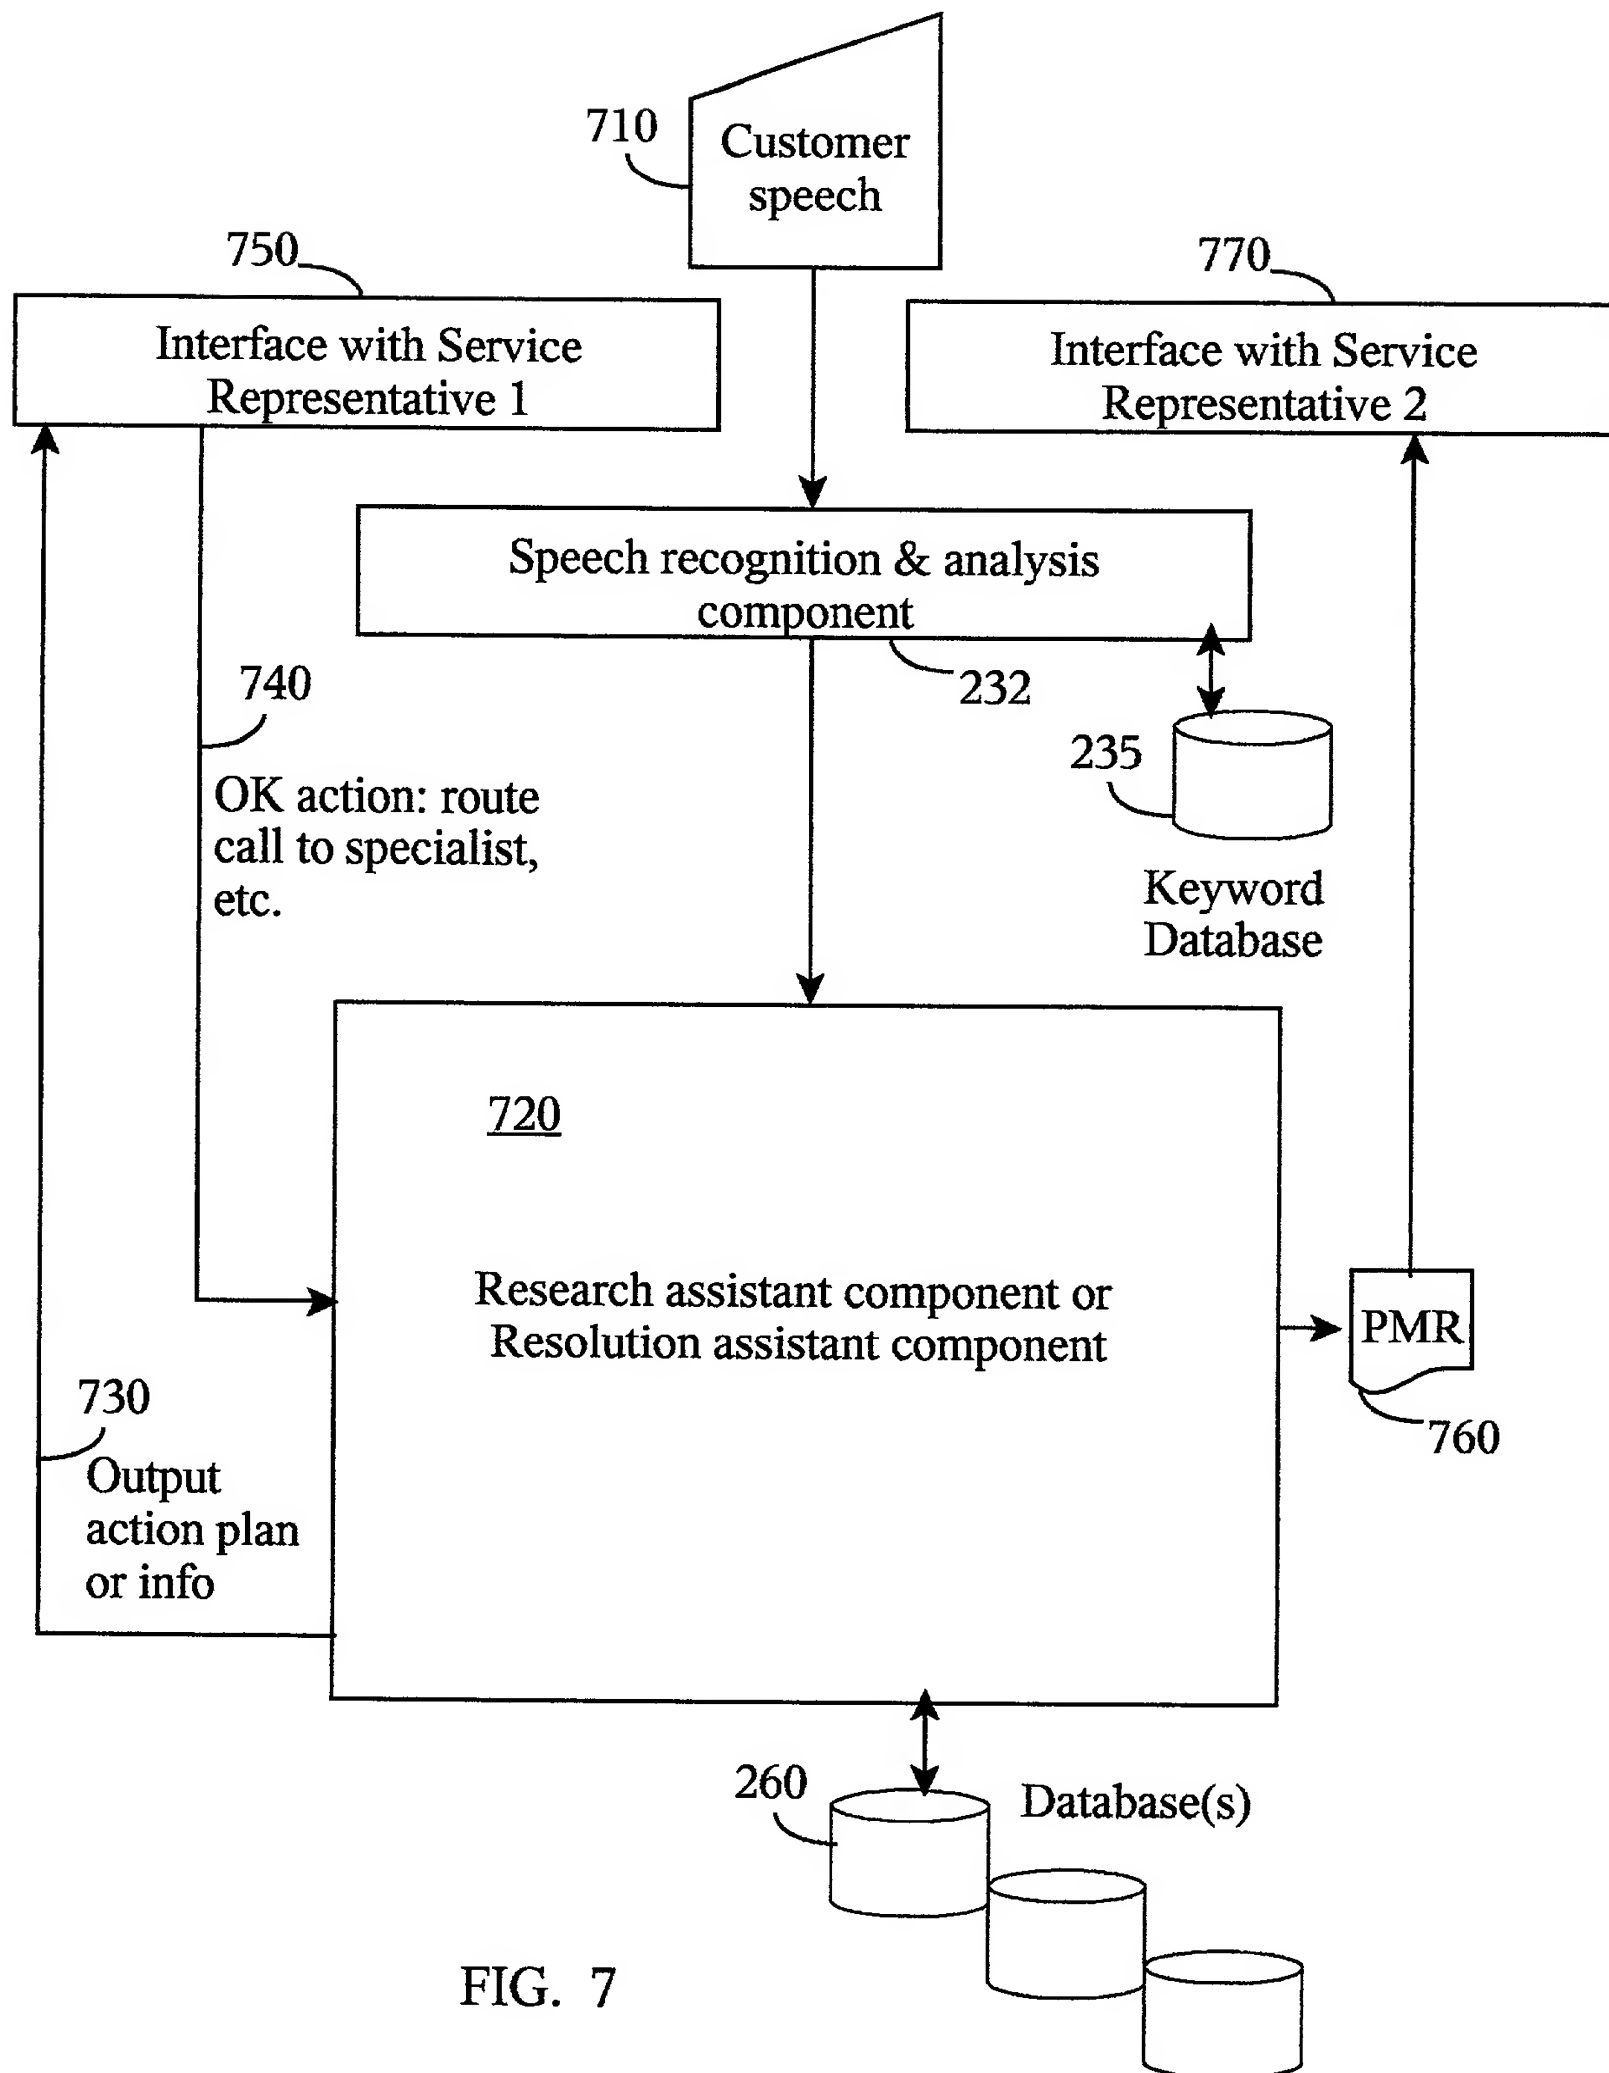 710
Customer
speech
750
770
Interface with Service
Representative 1
Interface with Service
Representative 2
Speech recognition & analysis
component
740
232
235
OK action: route
call to specialist,
etc.
Keyword
Database
720
Research assistant component or
Resolution assistant component
PMR
730
760
Output
action plan
or info
260
Database(s)
FIG. 7